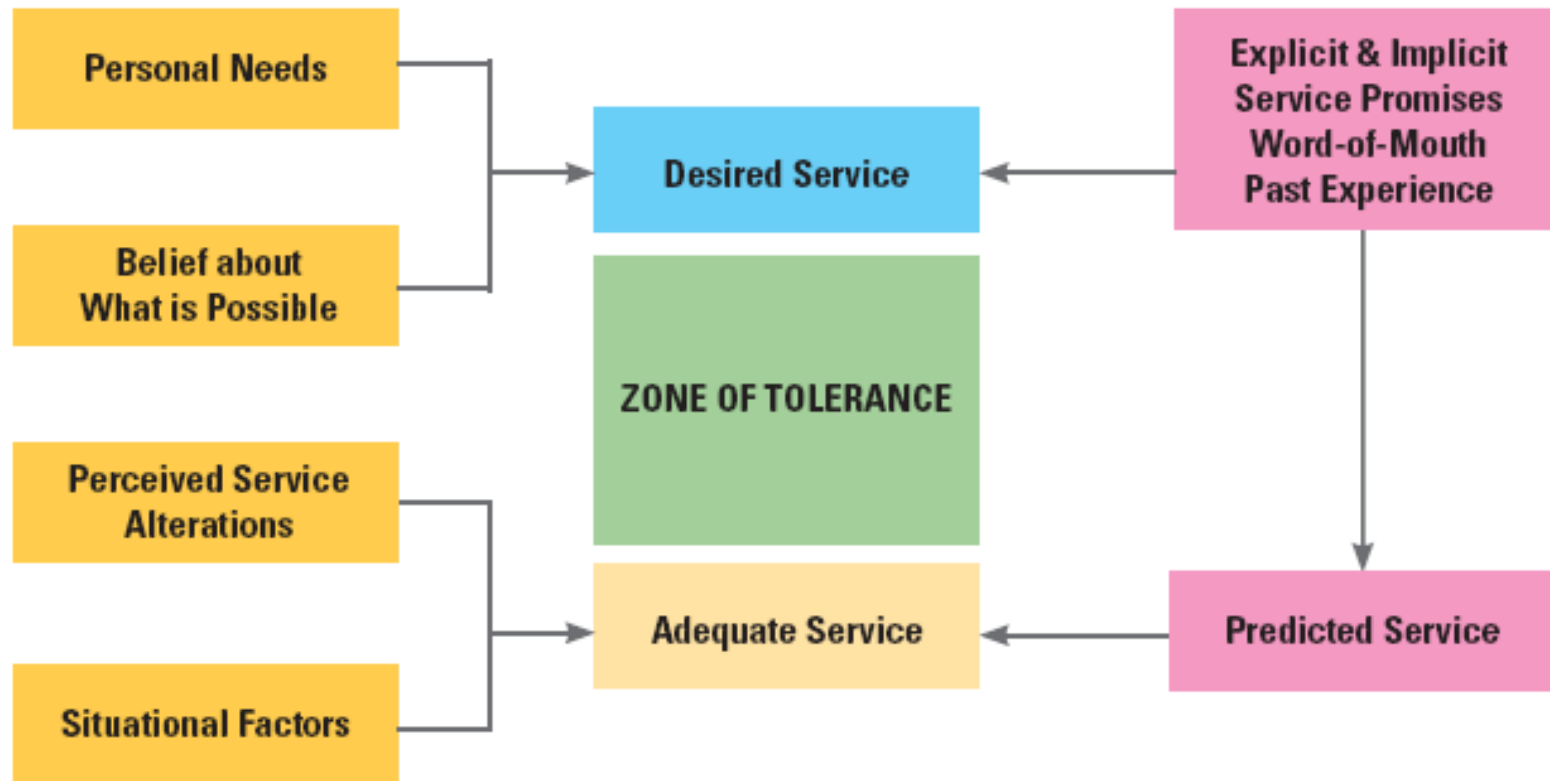 Personal Needs
Belief about
What is Possible
Perceived Service
Alterations
Situational Factors
Desired Service
ZONE OF TOLERANCE
Adequate Service
Explicit & Implicit
Service Promises
Word-of-Mouth
Past Experience
Predicted Service